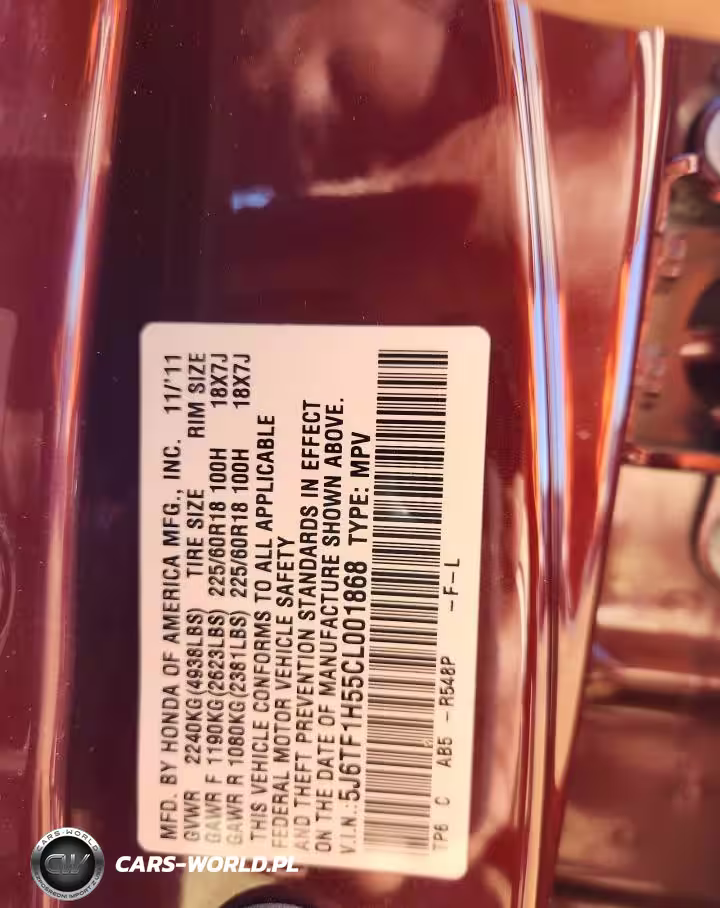 MFD. BY HONDA OF AMERICA MFG., INC. 11/'11
GVWR 2240KG(4938LBS) TIRE SIZE RIM SIZE
GAWR F 1190KG(2623LBS) 225/60R18 100H 18X7J
GAWR R 1080KG(2381LBS) 225/60R18 100H 18X7J
THIS VEHICLE CONFORMS TO ALL APPLICABLE
FEDERAL MOTOR VEHICLE SAFETY
AND THEFT PREVENTION STANDARDS IN EFFECT
ON THE DATE OF MANUFACTURE SHOWN ABOVE.
V.I.N.:5J6TF1H55CL001868 TYPE: MPV
TP6 C AB5 -R548P -F-L
CARS-WORLD
CW
CARS-WORLD.PL